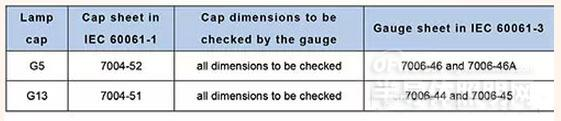 Lamp cap
Cap sheet in IEC 60061-1
Cap dimensions to be checked by the gauge
Gauge sheet in IEC 60061-3
G5 7004-52 all dimensions to be checked 7006-46 and 7006-46A
G13 7004-51 all dimensions to be checked 7006-44 and 7006-45